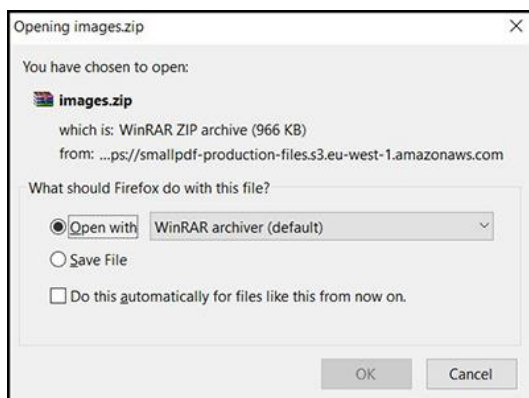 Opening images.zip
You have chosen to open:
images.zip
which is: WinRAR ZIP archive (966 KB)
from: ...ps://smallpdf-production-files.s3.eu-west-1.amazonaws.com
What should Firefox do with this file?
Open with WinRAR archiver (default)
Save File
Do this automatically for files like this from now on.
OK Cancel